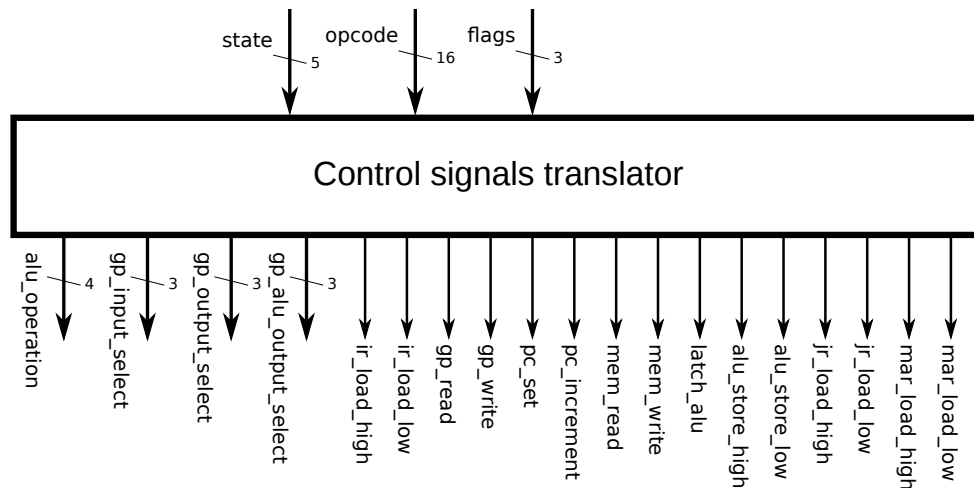 state
5
opcode
16
flags
3
Control signals translator
alu_operation
4
gp_input_select
3
gp_output_select
3
gp_alu_output_select
3
ir_load_high
ir_load_low
gp_read
gp_write
pc_set
pc_increment
mem_read
mem_write
latch_alu
alu_store_high
alu_store_low
jr_load_high
jr_load_low
mar_load_high
mar_load_low